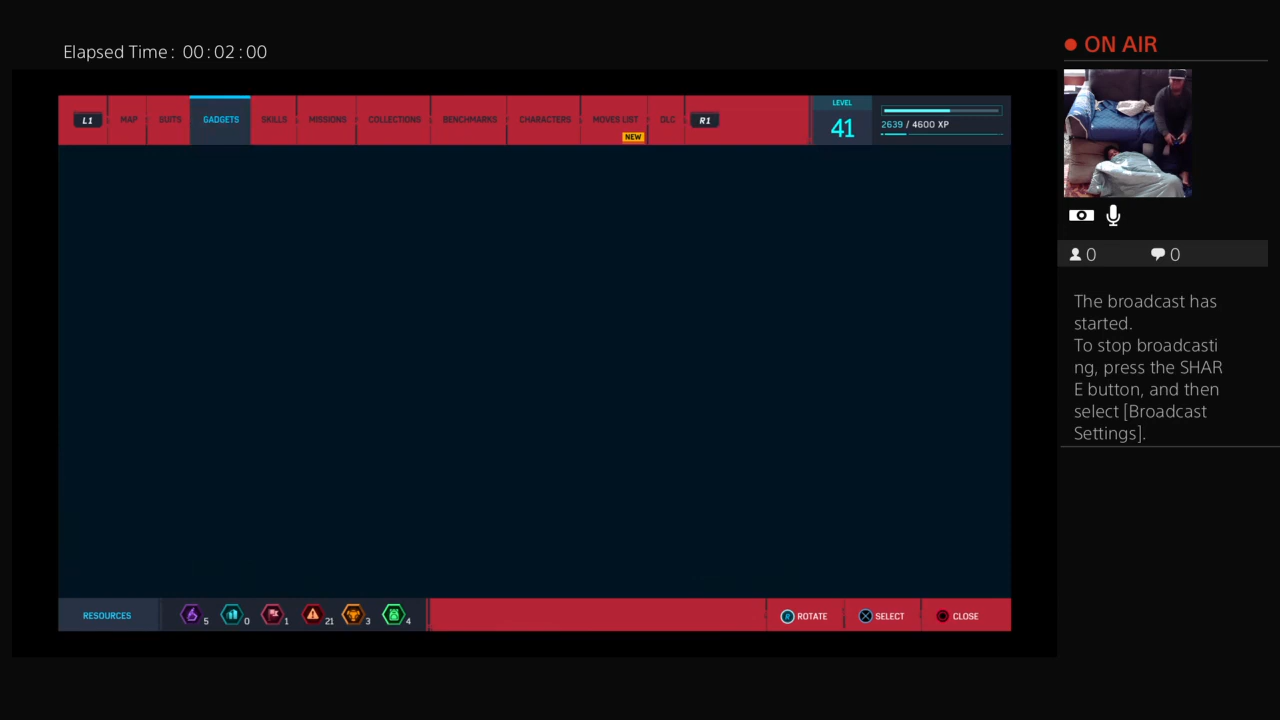 Elapsed Time: 00:02:00
ON AIR
L1 MAP SUITS GADGETS SKILLS MISSIONS COLLECTIONS BENCHMARKS CHARACTERS MOVES LIST DLC R1
NEW
LEVEL
41
2639 / 4600 XP
0 0
The broadcast has
started.
To stop broadcasti
ng, press the SHAR
E button, and then
select [Broadcast
Settings].
RESOURCES 5 0 1 21 3 4
R ROTATE SELECT CLOSE